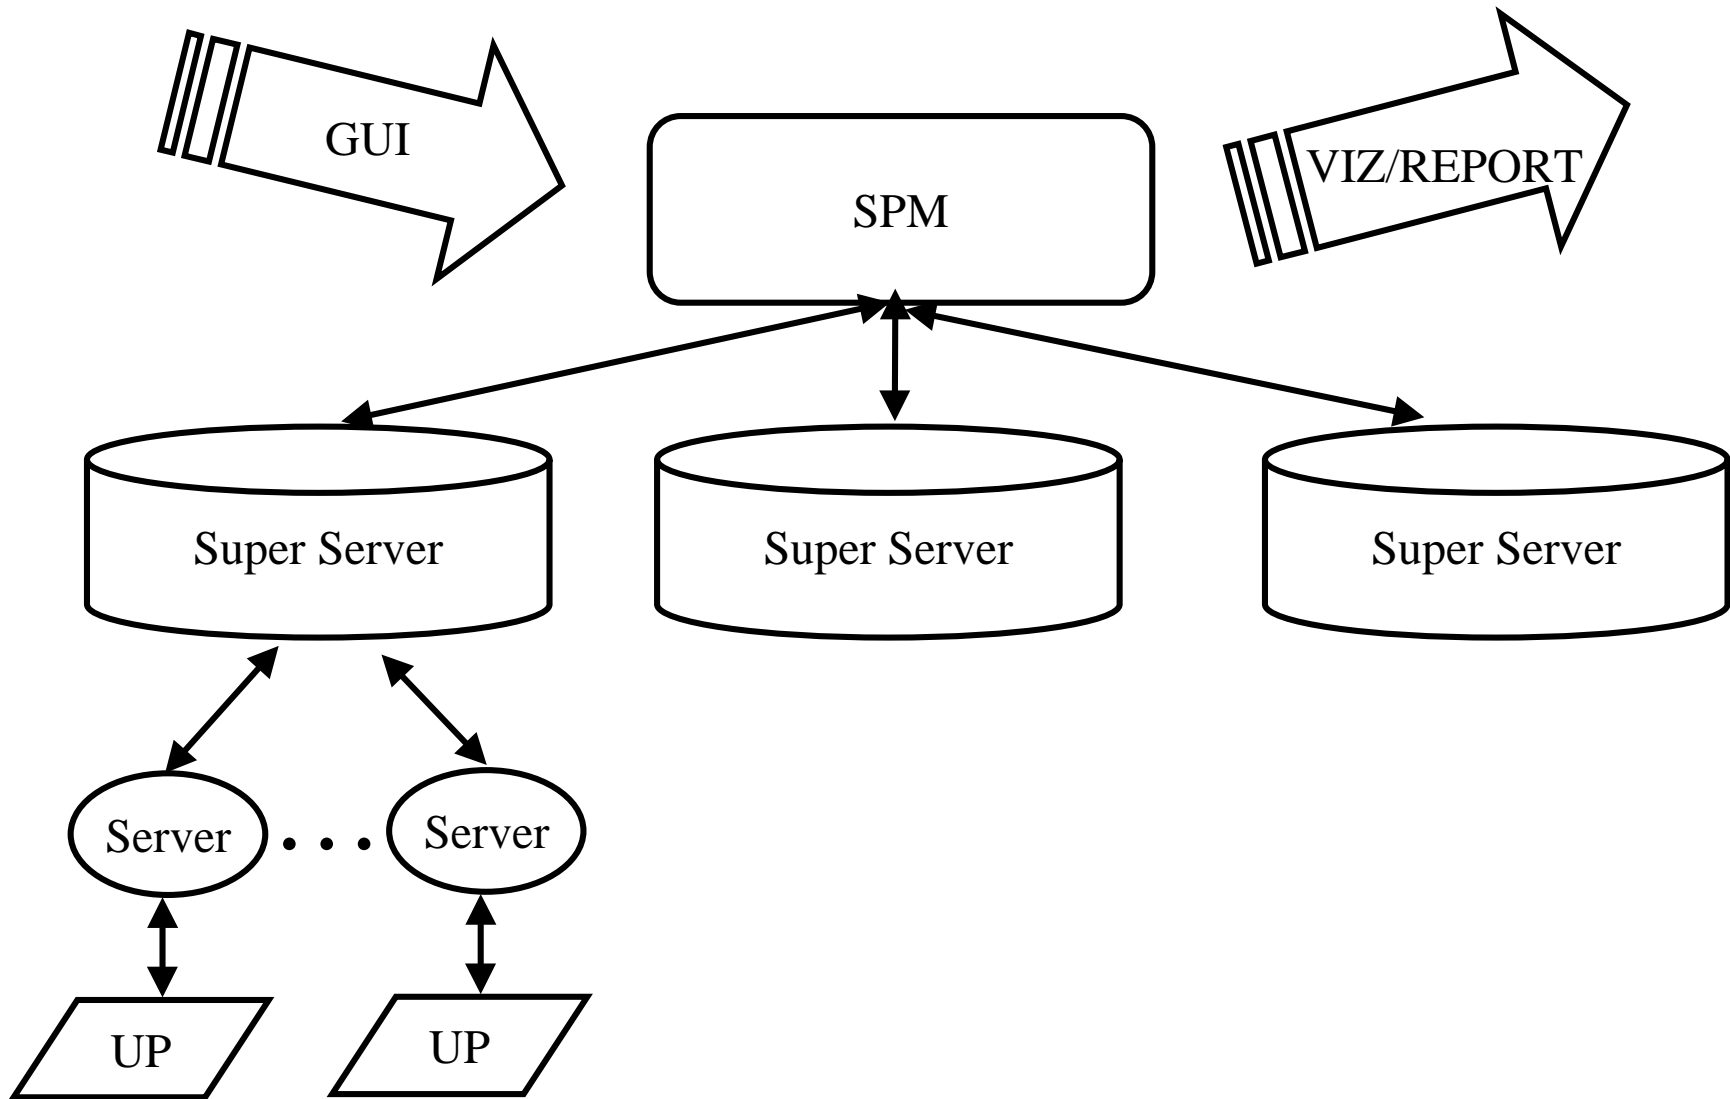 GUI
SPM
VIZ/REPORT
Super Server
Super Server
Super Server
Server
. . .
Server
UP
UP